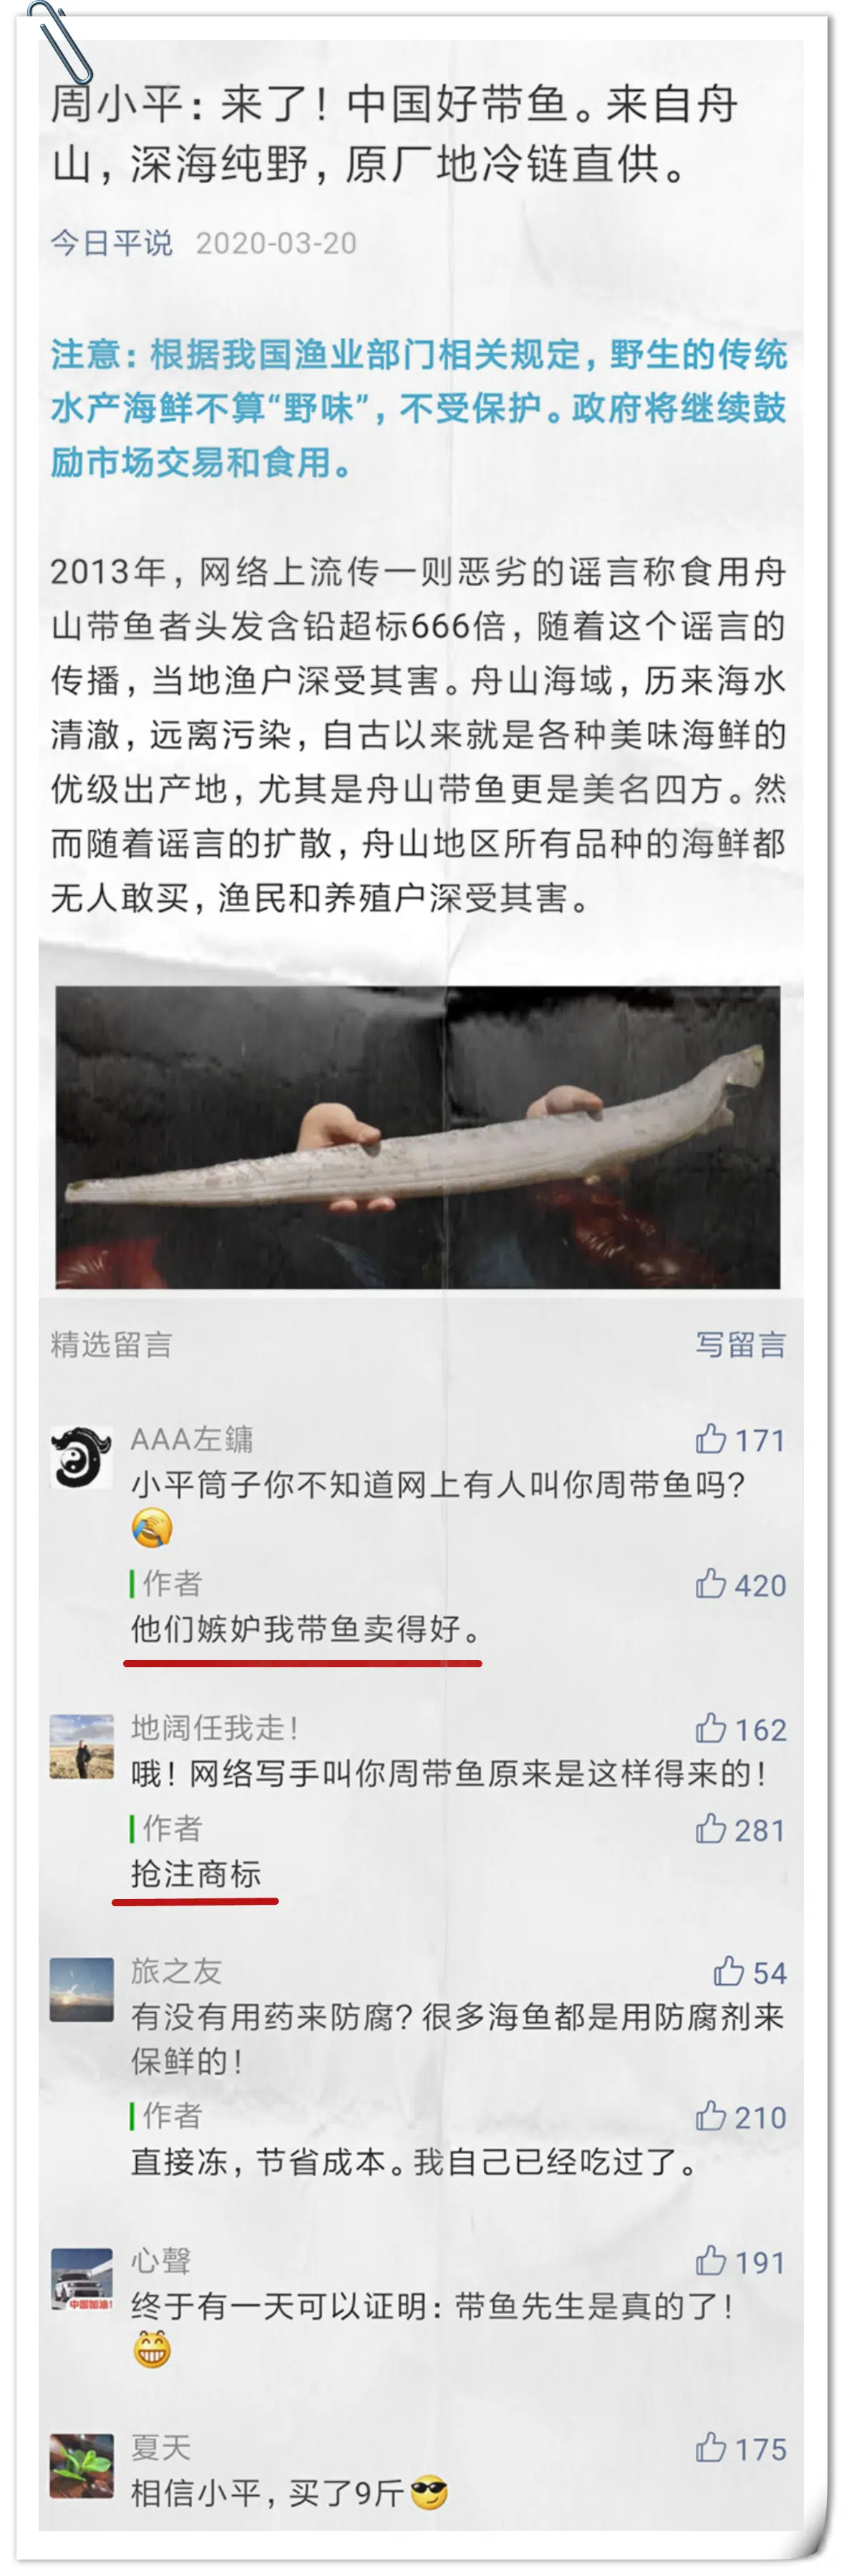 周小平：来了！中国好带鱼。来自舟
山，深海纯野，原厂地冷链直供。
今日平说 2020-03-20
注意：根据我国渔业部门相关规定，野生的传统
水产海鲜不算“野味”，不受保护。政府将继续鼓
励市场交易和食用。
2013年，网络上流传一则恶劣的谣言称食用舟
山带鱼者头发含铅超标666倍，随着这个谣言的
传播，当地渔户深受其害。舟山海域，历来海水
清澈，远离污染，自古以来就是各种美味海鲜的
优级出产地，尤其是舟山带鱼更是美名四方。然
而随着谣言的扩散，舟山地区所有品种的海鲜都
无人敢买，渔民和养殖户深受其害。
精选留言 写留言
AAA左鏞 171
小平筒子你不知道网上有人叫你周带鱼吗？
🤣
作者 420
他们嫉妒我带鱼卖得好。
地阔任我走！ 162
哦！网络写手叫你周带鱼原来是这样得来的！
作者 281
抢注商标
旅之友 54
有没有用药来防腐？很多海鱼都是用防腐剂来
保鲜的！
作者 210
直接冻，节省成本。我自己已经吃过了。
心聲 191
中国加油!
终于有一天可以证明：带鱼先生是真的了！
😁
夏天 175
相信小平，买了9斤😎